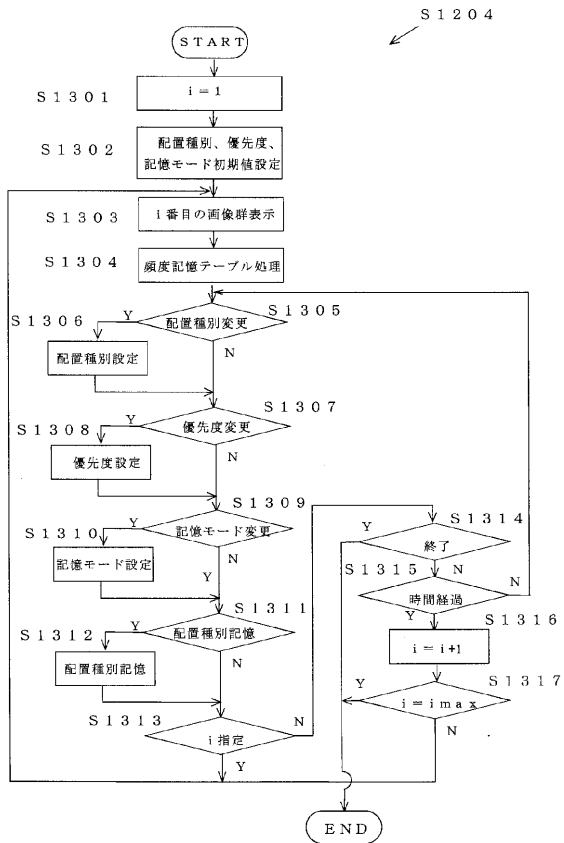 S1204
START
S1301
i = 1
S1302
配置種別、優先度、
記憶モード初期値設定
S1303
i番目の画像群表示
S1304
頻度記憶テーブル処理
S1305
S1306
Y
配置種別変更
N
配置種別設定
S1307
S1308
Y
優先度変更
N
優先度設定
S1309
S1310
Y
記憶モード変更
N
記憶モード設定
Y
S1311
S1312
Y
配置種別記憶
N
配置種別記憶
S1313
i指定
N
Y
S1314
Y
終了
N
S1315
時間経過
N
Y
S1316
i = i+1
S1317
Y
i = imax
N
END